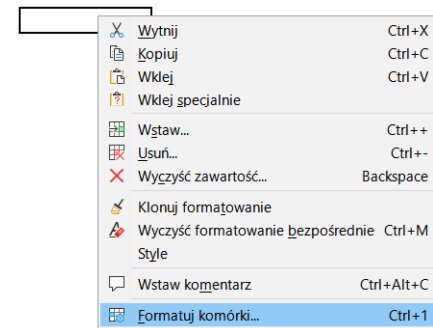 Wytnij Ctrl+X
Kopiuj Ctrl+C
Wklej Ctrl+V
Wklej specjalnie
Wstaw... Ctrl++
Usuń... Ctrl+-
Wyczyść zawartość... Backspace
Klonuj formatowanie
Wyczyść formatowanie bezpośrednie Ctrl+M
Style
Wstaw komentarz Ctrl+Alt+C
Formatuj komórki... Ctrl+1